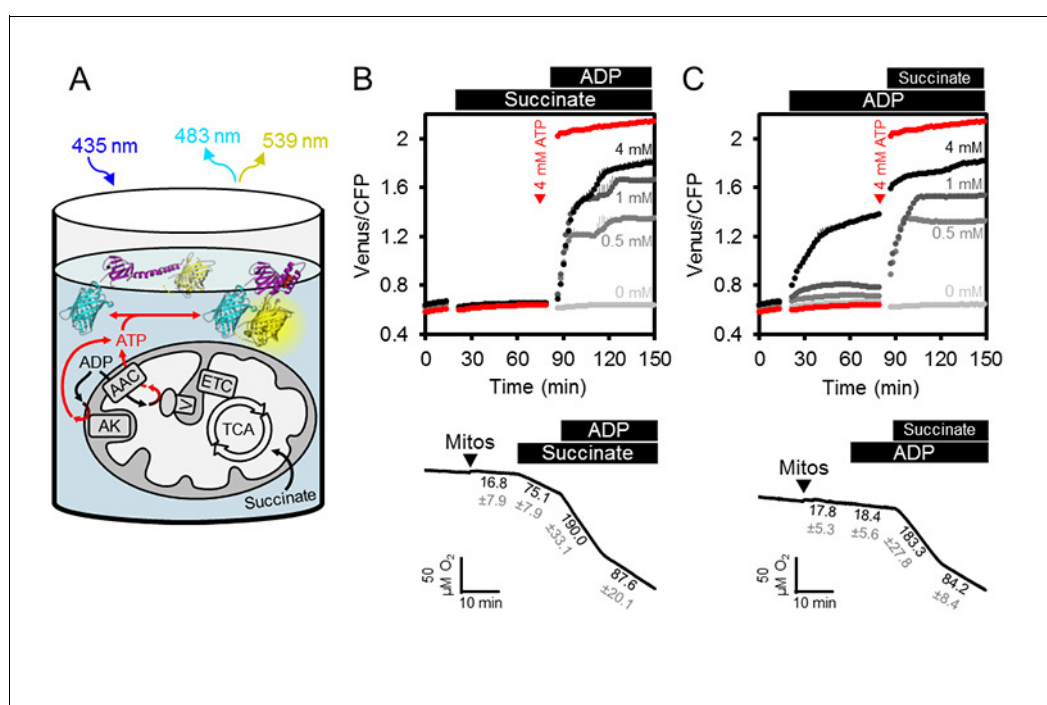 A
435 nm
483 nm
539 nm
ATP
ADP
AAC
AK
V
ETC
TCA
Succinate
B
ADP
Succinate
Venus/CFP
2
1.6
1.2
0.8
0.4
4 mM ATP
4 mM
1 mM
0.5 mM
0 mM
0 30 60 90 120 150
Time (min)
Mitos
ADP
Succinate
16.8
±7.9
75.1
±7.9
190.0
±33.1
87.6
±20.1
50
µM O2
10 min
C
Succinate
ADP
Venus/CFP
2
1.6
1.2
0.8
0.4
4 mM ATP
4 mM
1 mM
0.5 mM
0 mM
0 30 60 90 120 150
Time (min)
Mitos
Succinate
ADP
17.8
±5.3
18.4
±5.6
183.3
±27.8
84.2
±8.4
50
µM O2
10 min